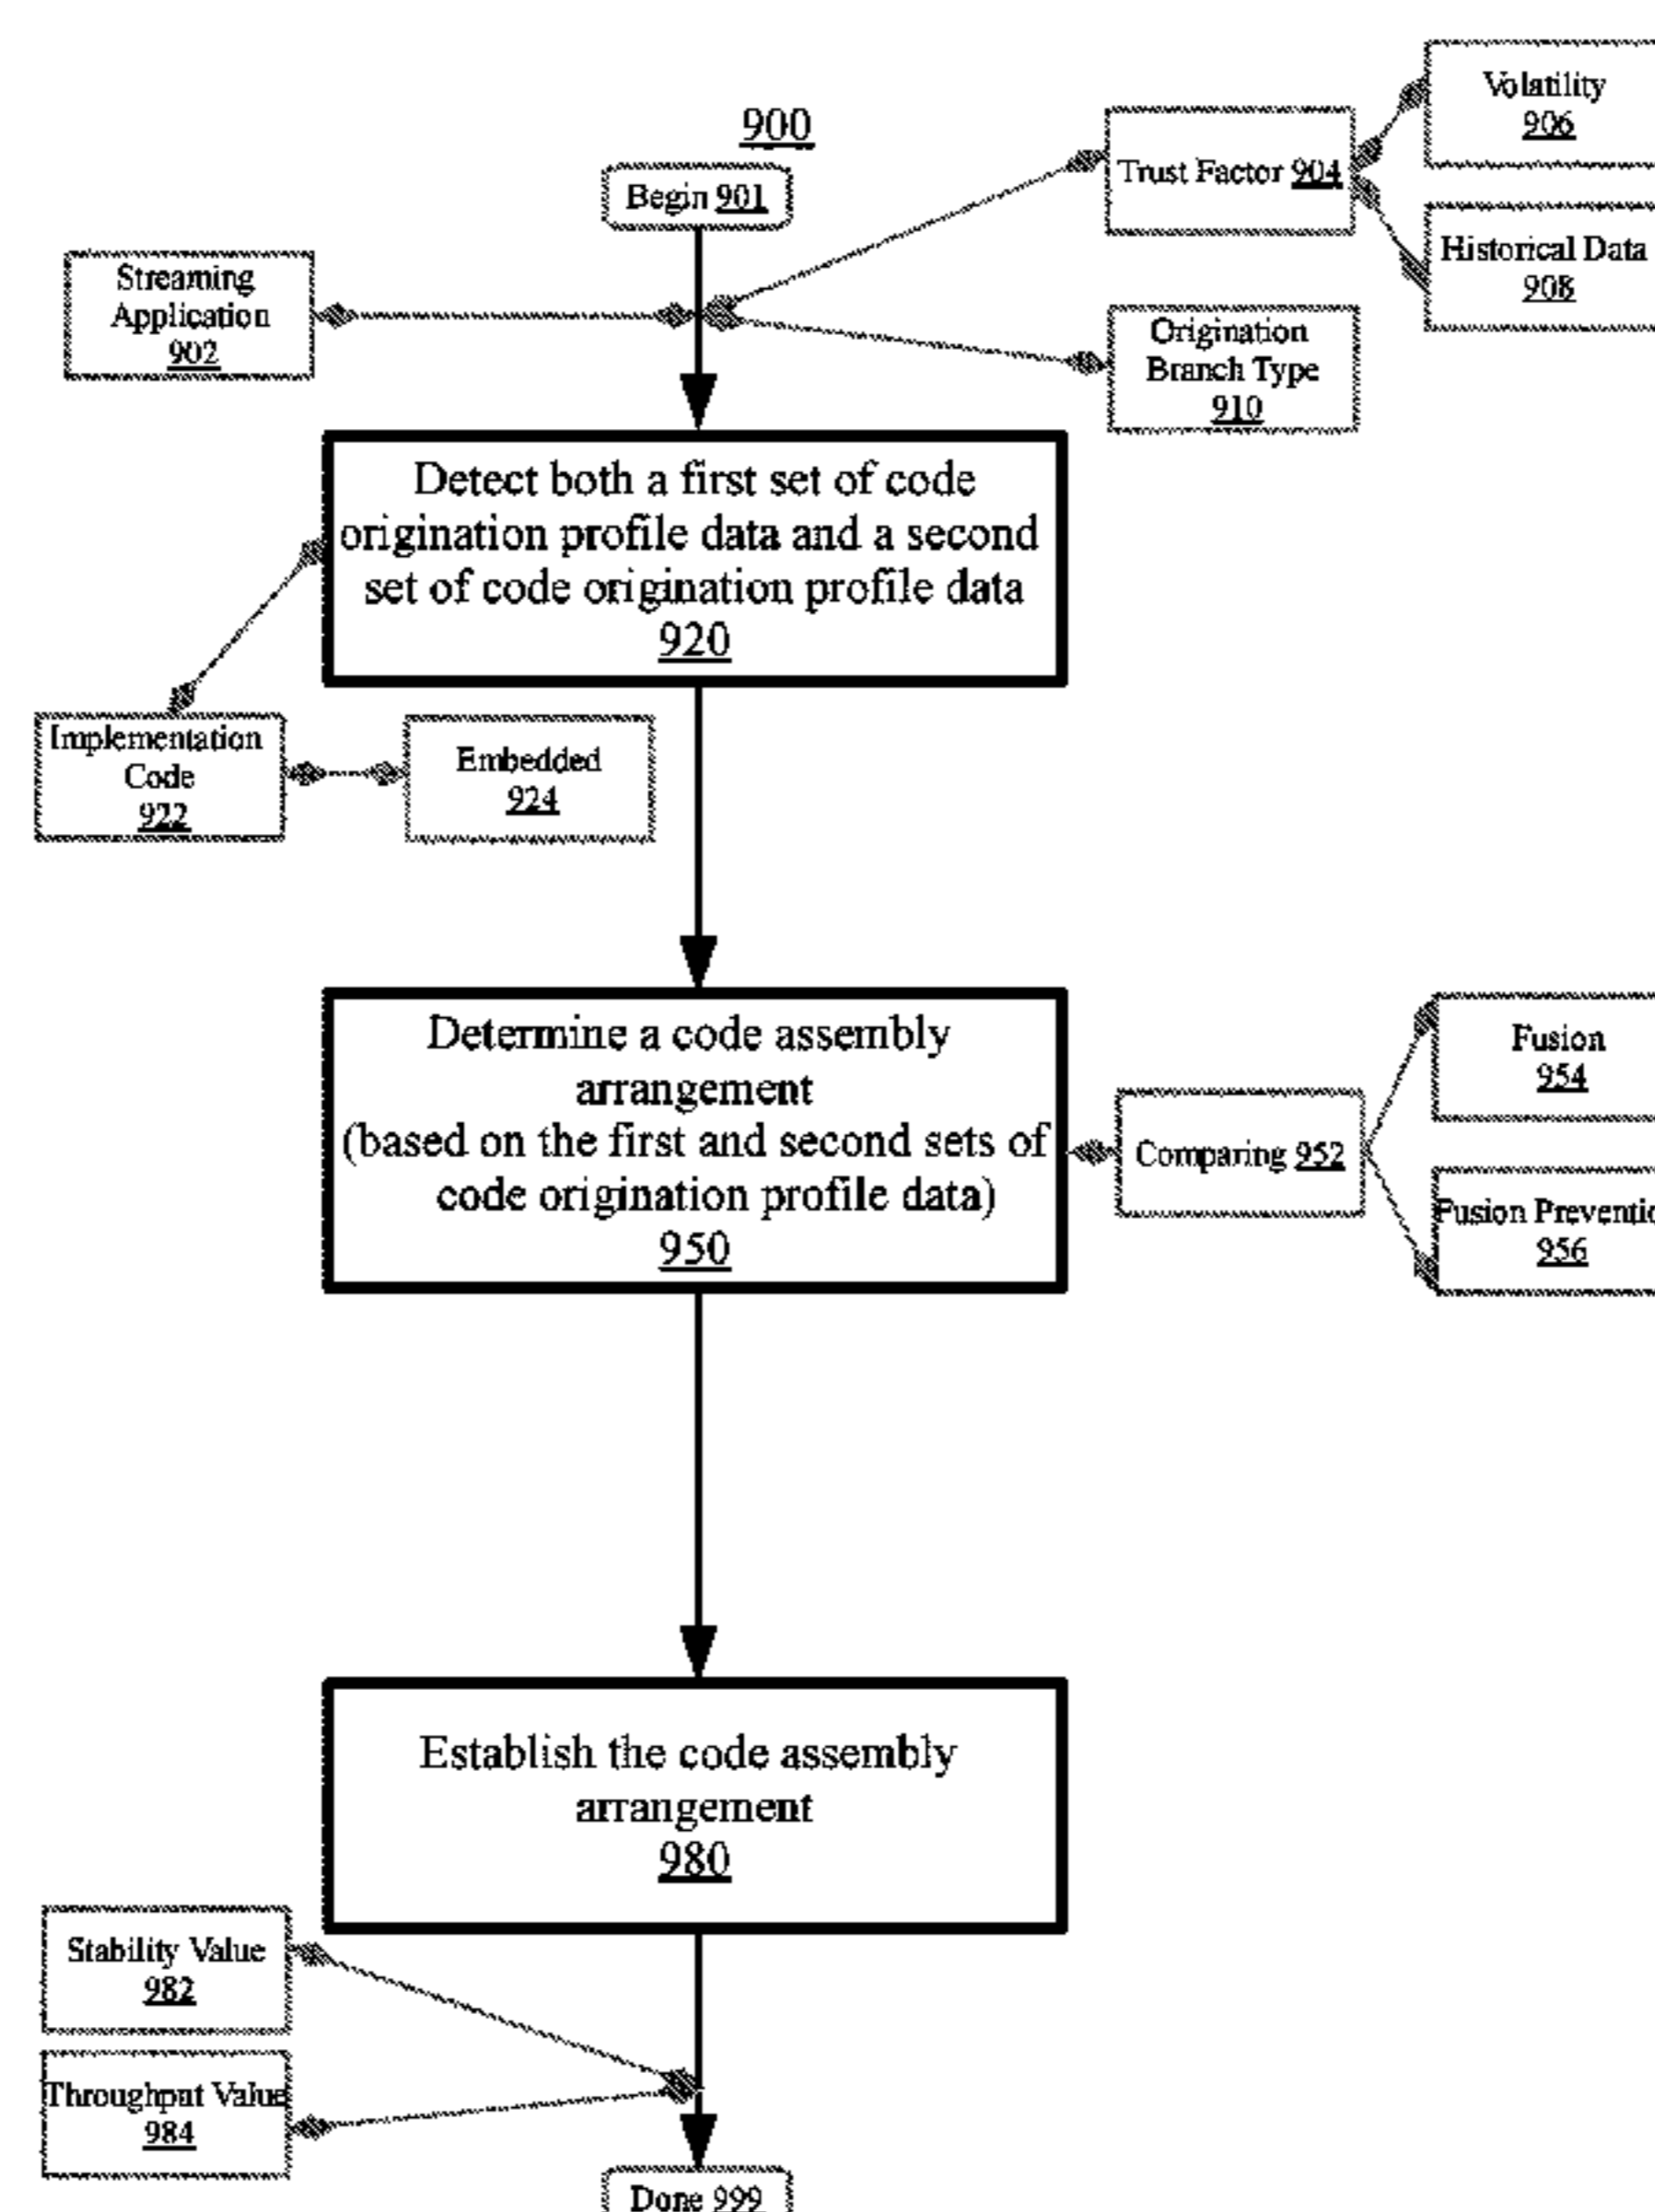 900
Begin 901
Volatility
906
Trust Factor 904
Historical Data
908
Streaming
Application
902
Origination
Branch Type
910
Detect both a first set of code
origination profile data and a second
set of code origination profile data
920
Implementation
Code
922
Embedded
924
Determine a code assembly
arrangement
(based on the first and second sets of
code origination profile data)
950
Comparing 952
Fusion
954
Fusion Preventio
956
Establish the code assembly
arrangement
980
Stability Value
982
Throughput Value
984
Done 999